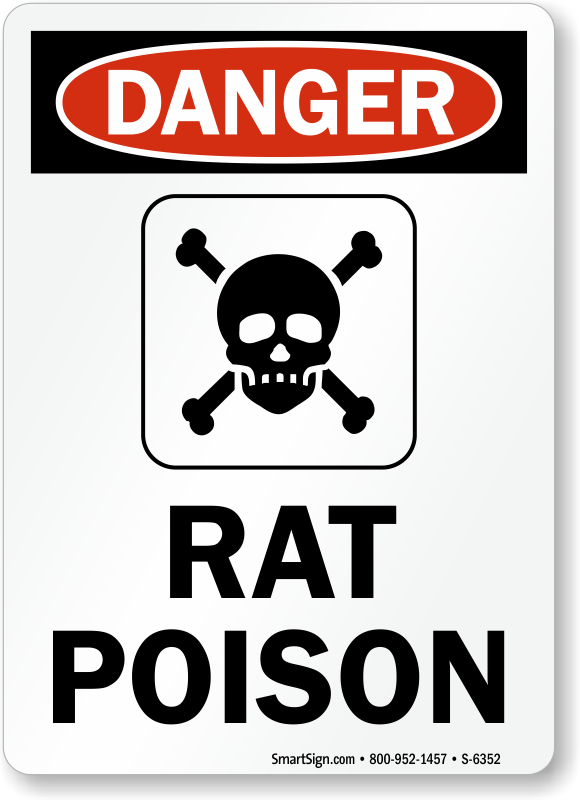 DANGER
RAT
POISON
SmartSign.com • 800-952-1457 • S-6352